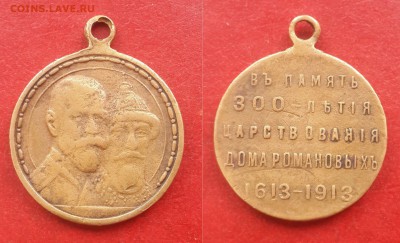 COINS.LAVE.RU
ВЪ ПАМЯТЬ
300-ЛѢТІЯ
ЦАРСТВОВАНІЯ
ДОМА РОМАНОВЫХЪ
1613-1913